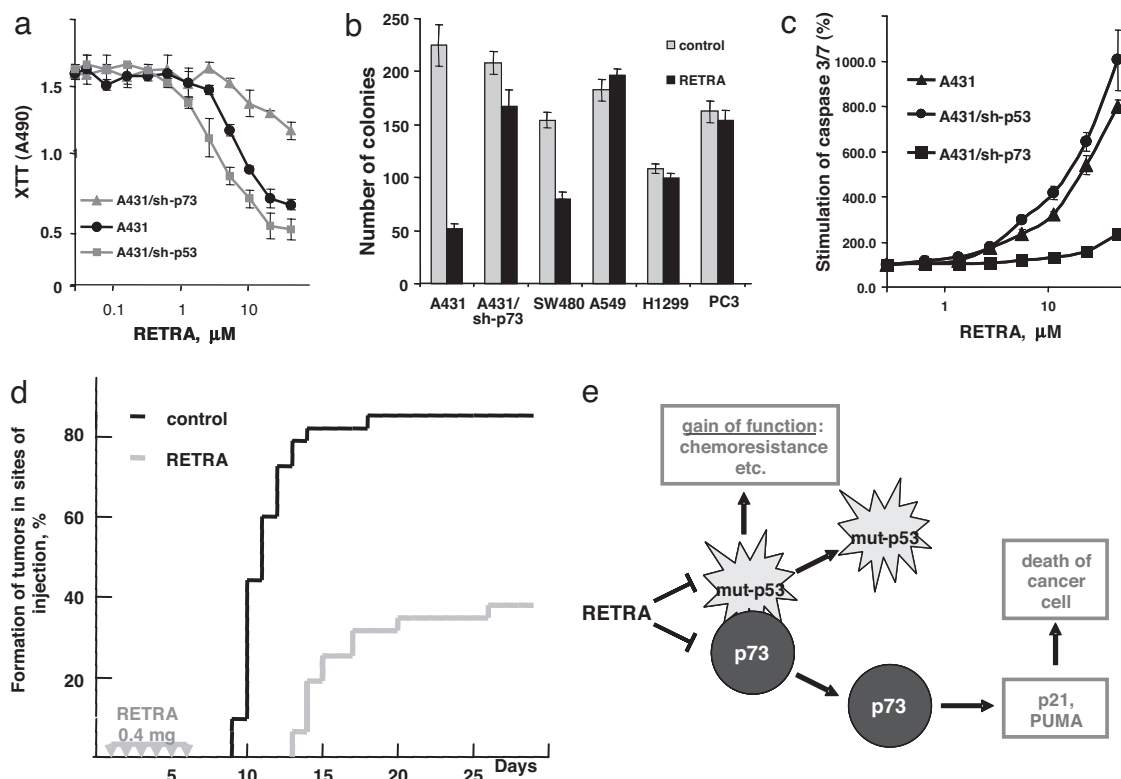 a
XTT (A490)
1.5
1.0
0.5
0
A431/sh-p73
A431
A431/sh-p53
0.1
1
10
RETRA, μM
b
Number of colonies
250
200
150
100
50
0
control
RETRA
A431
A431/
sh-p73
SW480
A549
H1299
PC3
c
Stimulation of caspase 3/7 (%)
1000.0
800.0
600.0
400.0
200.0
0.0
A431
A431/sh-p53
A431/sh-p73
1
10
RETRA, μM
d
Formation of tumors in sites of
injection, %
80
60
40
20
control
RETRA
RETRA
0.4 mg
5
10
15
20
25
Days
e
gain of function:
chemoresistance
etc.
mut-p53
mut-p53
RETRA
p73
p73
death of
cancer
cell
p21,
PUMA